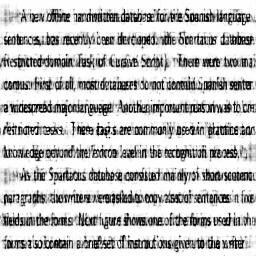 "A new offline handwritten database for the Spanish language
sentences, has recently been developed: the Spartacus database
Restricted-domain Task of Cursive Script). There were two mai
corpus. First of all, most databases do not contain Spanish senten
a widespread major language. Another important reason was to
restricted tasks. These tasks are commonly used in practice
knowledge beyond the lexicon level in the recognition process."
As the Spartacus database consisted mainly of short sentences
paragraphs, the writers were asked to copy a set of sentences in
fields in the forms. Next figure shows one of the forms used in the
forms also contain a brief set of instructions given to the writer